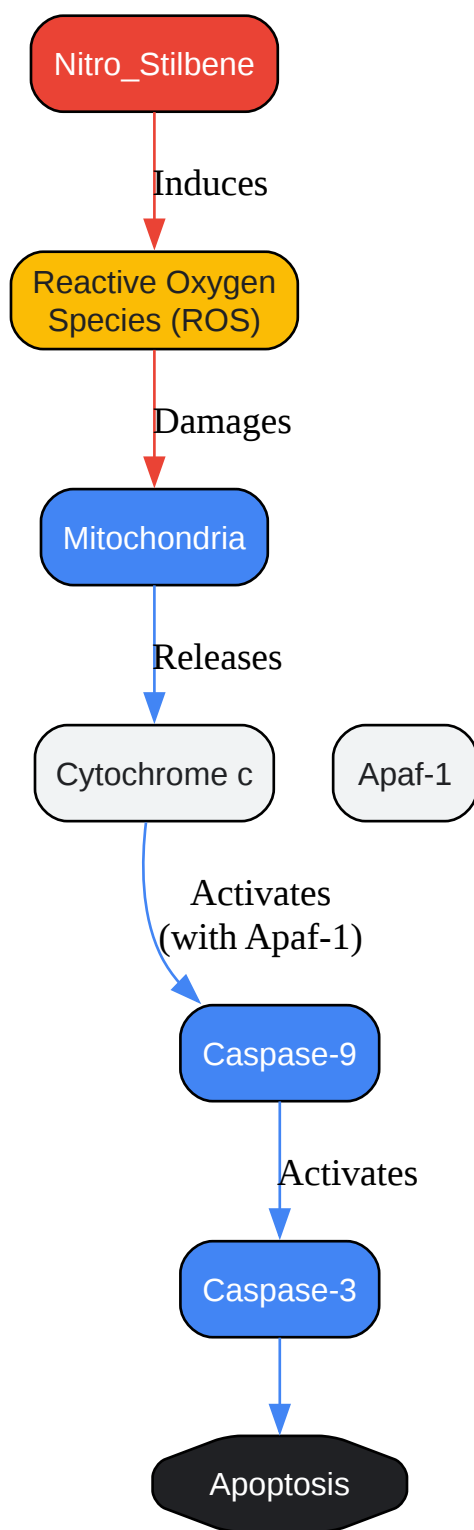 Nitro_Stilbene
Induces
Reactive Oxygen
Species (ROS)
Damages
Mitochondria
Releases
Cytochrome c
Apaf-1
Activates
(with Apaf-1)
Caspase-9
Activates
Caspase-3
Apoptosis